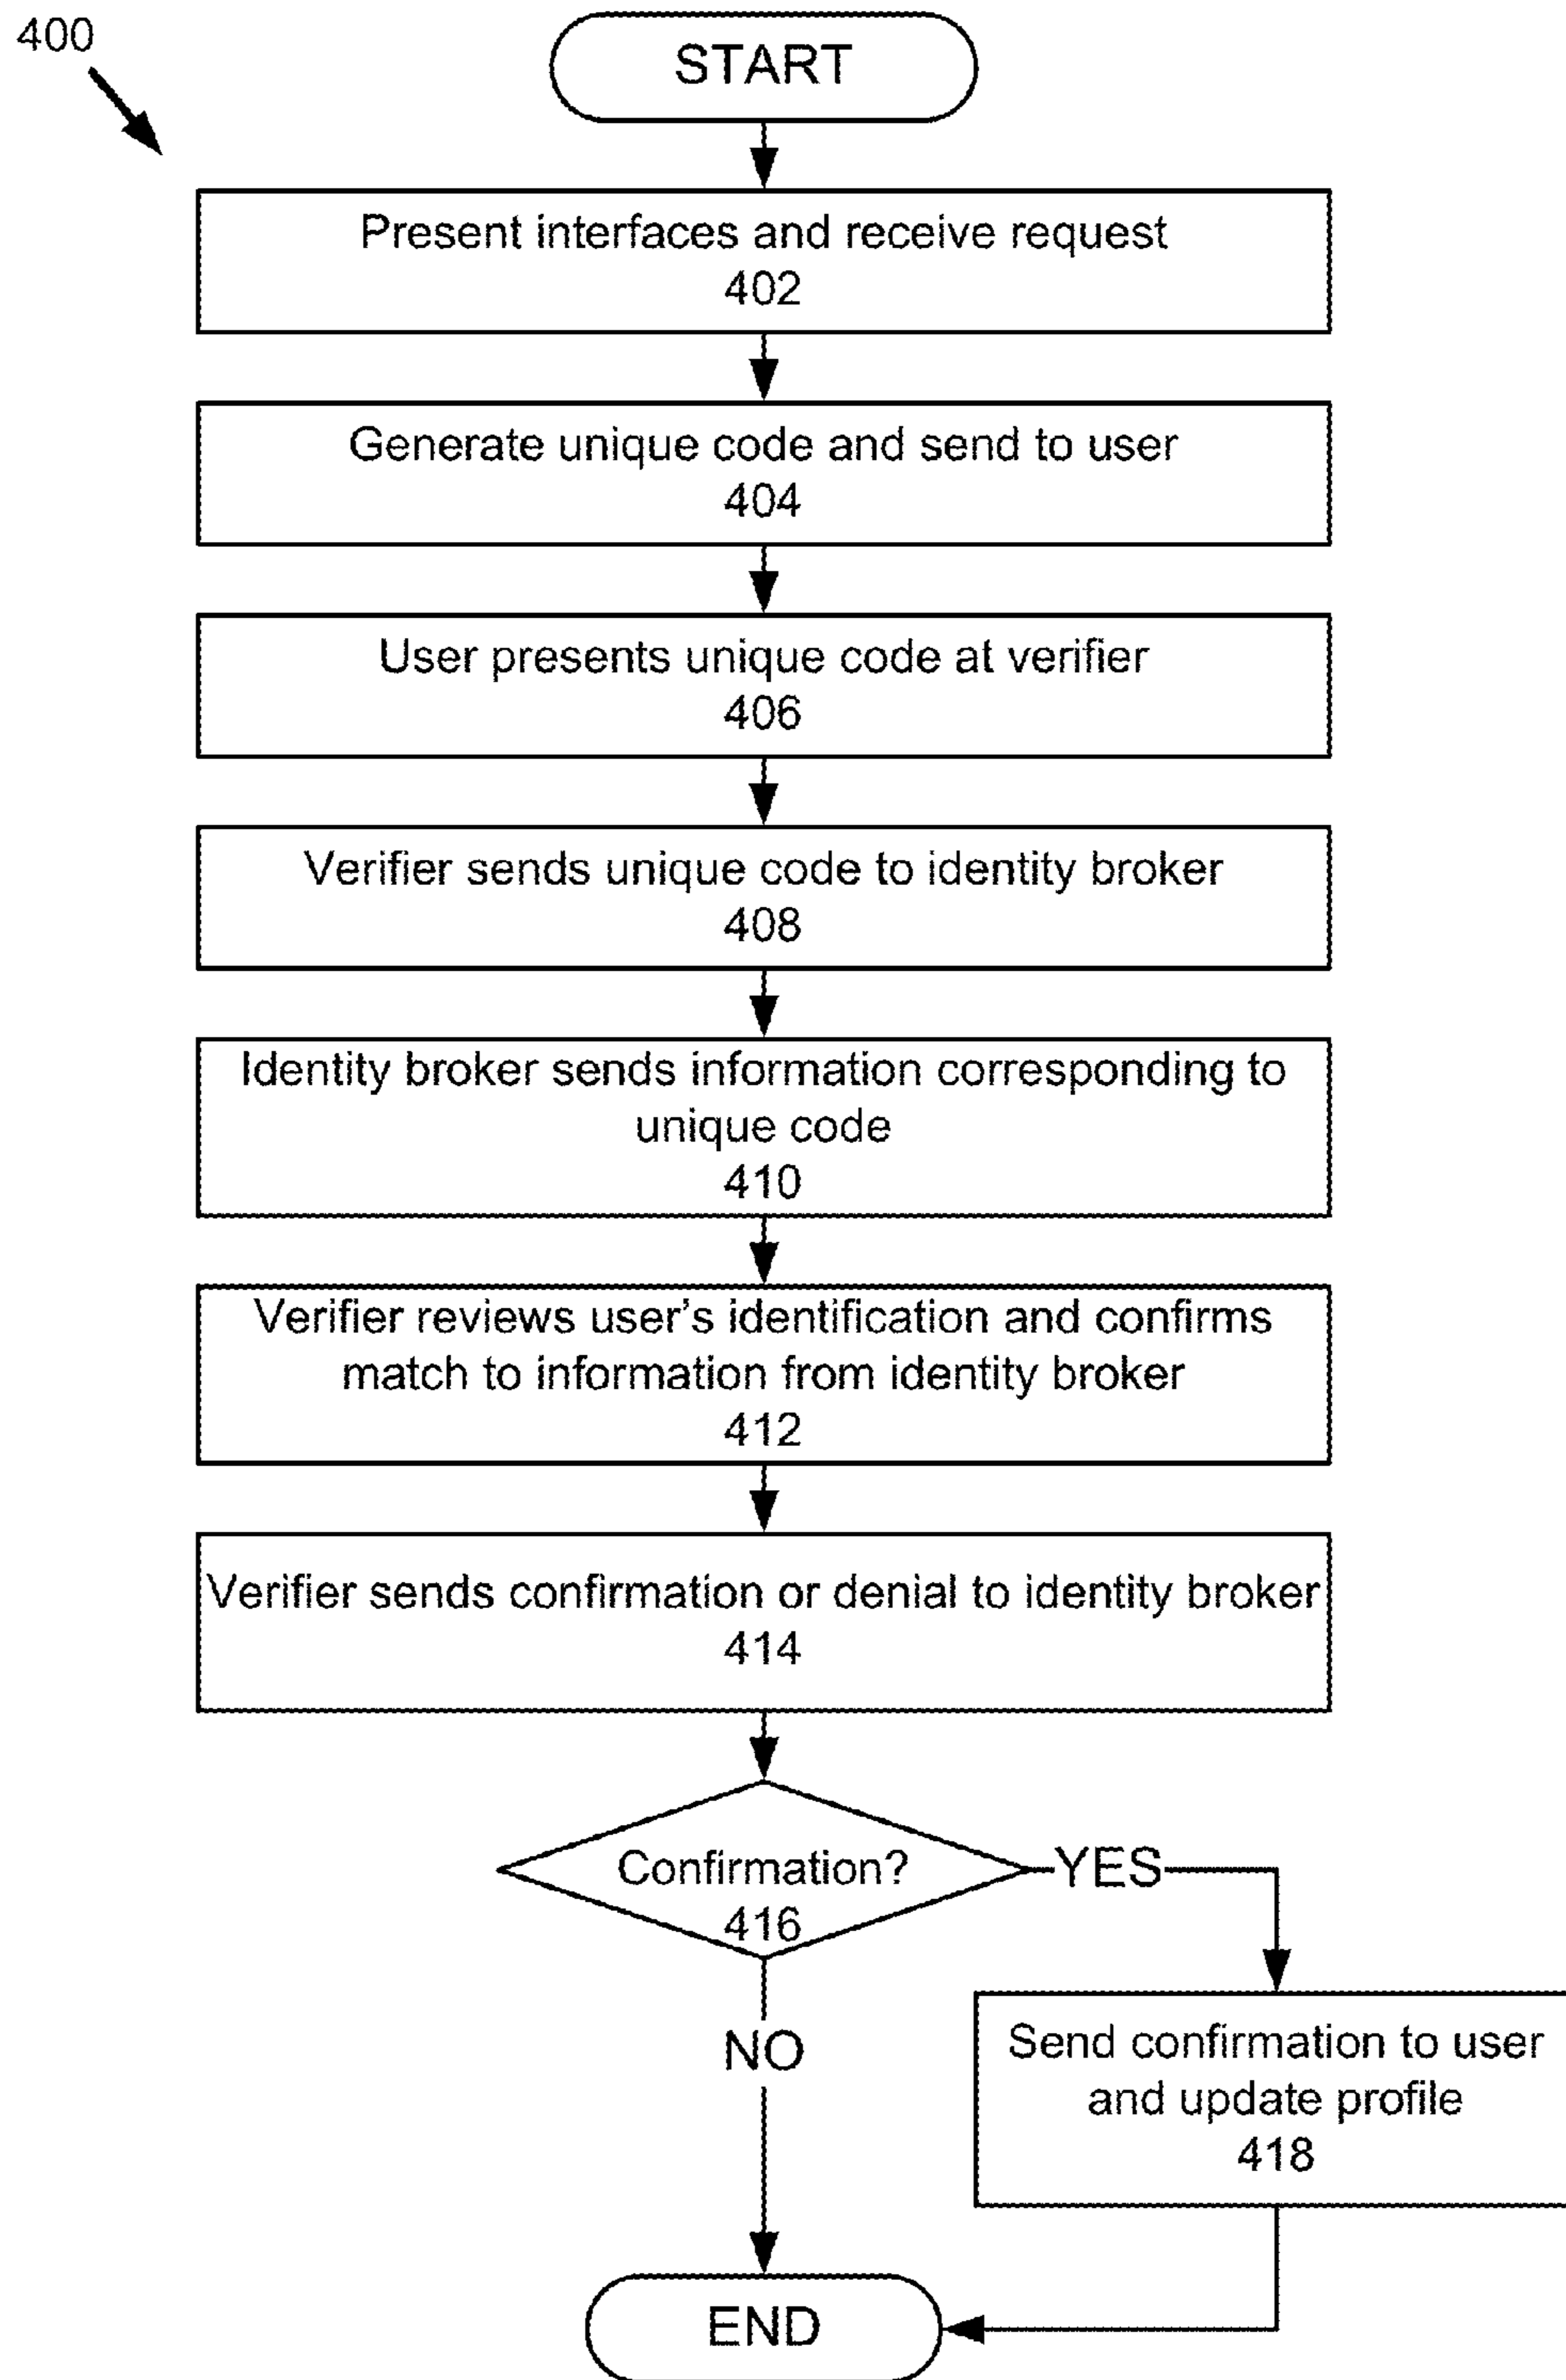 400
START
Present interfaces and receive request
402
Generate unique code and send to user
404
User presents unique code at verifier
406
Verifier sends unique code to identity broker
408
Identity broker sends information corresponding to
unique code
410
Verifier reviews user's identification and confirms
match to information from identity broker
412
Verifier sends confirmation or denial to identity broker
414
Confirmation?
416
YES
NO
Send confirmation to user
and update profile
418
END